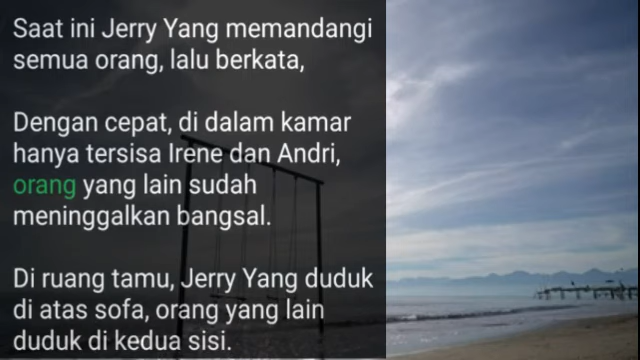 Saat ini Jerry Yang memandangi
semua orang, lalu berkata,
Dengan cepat, di dalam kamar
hanya tersisa Irene dan Andri,
orang yang lain sudah
meninggalkan bangsal.
Di ruang tamu, Jerry Yang duduk
di atas sofa, orang yang lain
duduk di kedua sisi.